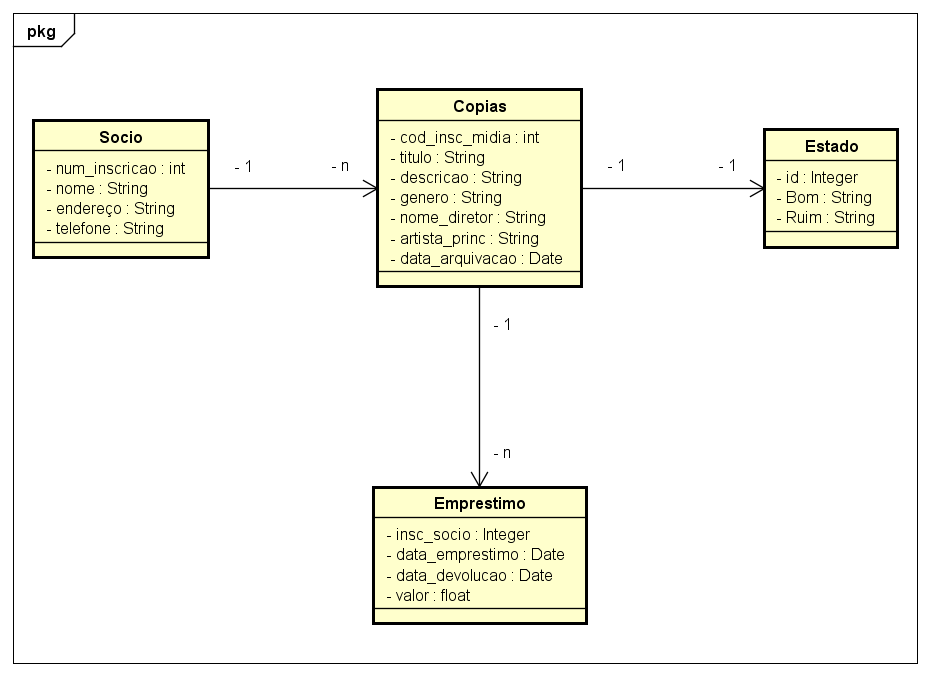 pkg
Socio
- num_inscricao : int
- nome : String
- endereço : String
- telefone : String
- 1
- n
Copias
- cod_insc_midia : int
- titulo : String
- descricao : String
- genero : String
- nome_diretor : String
- artista_princ : String
- data_arquivacao : Date
- 1
- 1
Estado
- id : Integer
- Bom : String
- Ruim : String
- 1
- n
Emprestimo
- insc_socio : Integer
- data_emprestimo : Date
- data_devolucao : Date
- valor : float